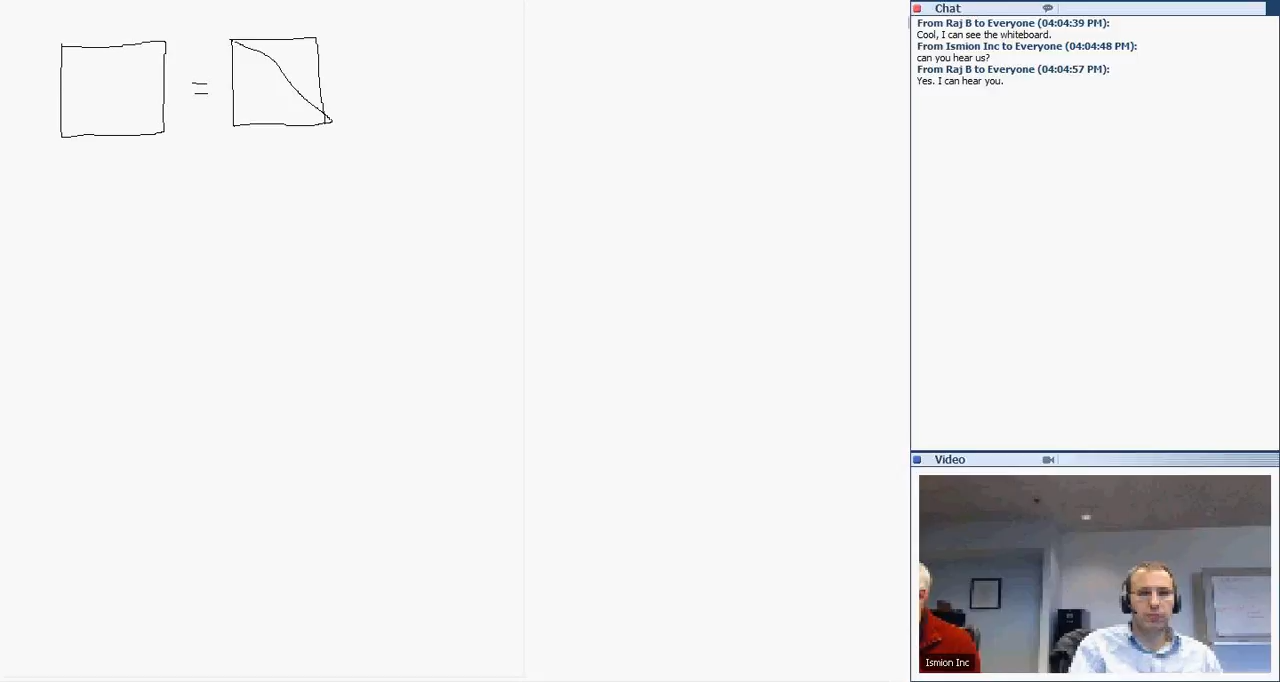 =
Chat
From Raj B to Everyone (04:04:39 PM):
Cool, I can see the whiteboard.
From Ismion Inc to Everyone (04:04:48 PM):
can you hear us?
From Raj B to Everyone (04:04:57 PM):
Yes. I can hear you.
Video
Ismion Inc